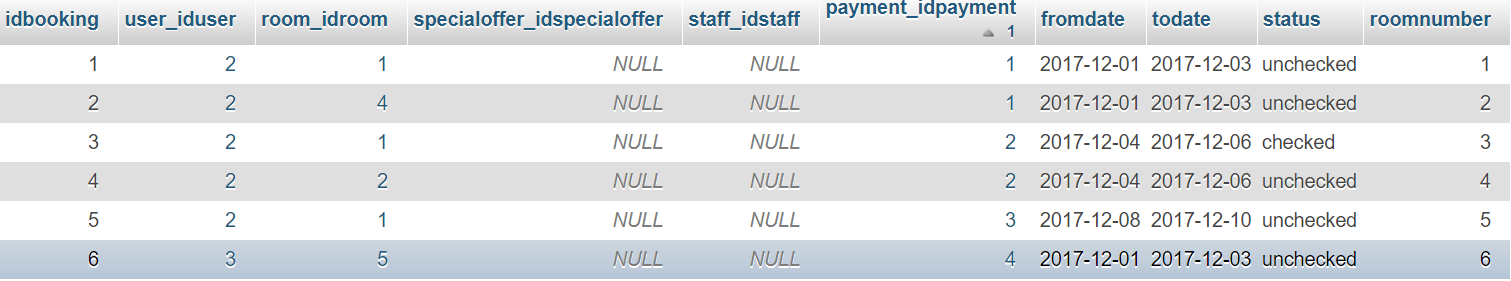 idbooking user_iduser room_idroom specialoffer_idspecialoffer staff_idstaff payment_idpayment 1 fromdate todate status roomnumber
1 2 1 NULL NULL 1 2017-12-01 2017-12-03 unchecked 1
2 2 4 NULL NULL 1 2017-12-01 2017-12-03 unchecked 2
3 2 1 NULL NULL 2 2017-12-04 2017-12-06 checked 3
4 2 2 NULL NULL 2 2017-12-04 2017-12-06 unchecked 4
5 2 1 NULL NULL 3 2017-12-08 2017-12-10 unchecked 5
6 3 5 NULL NULL 4 2017-12-01 2017-12-03 unchecked 6